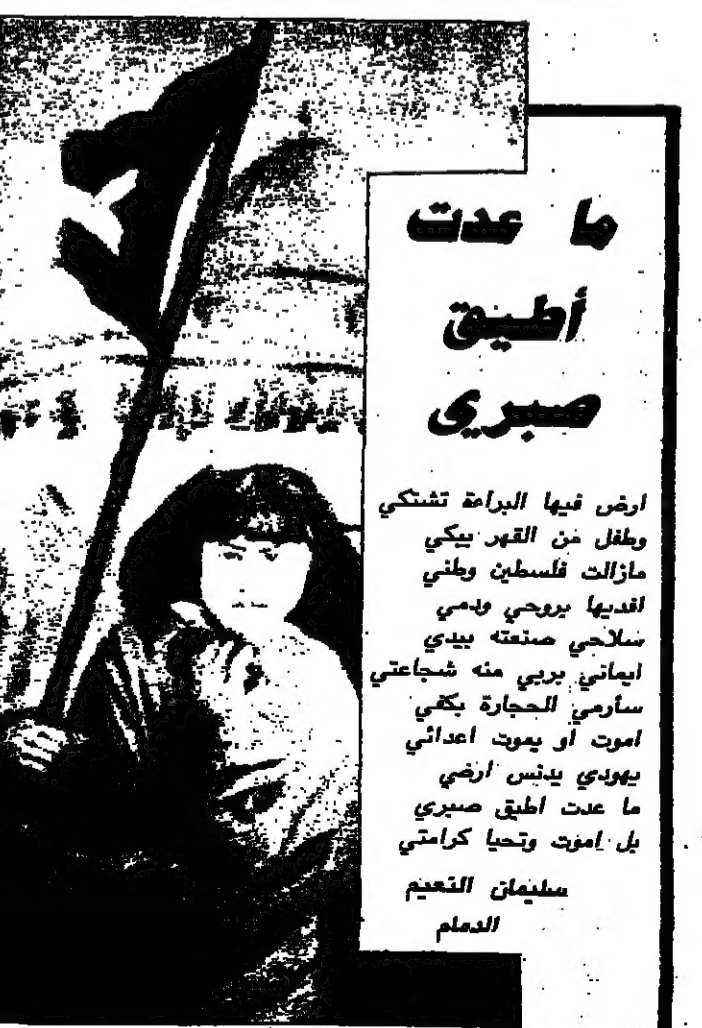 ما عدت
أطيق
صبري
ارض فيها البراءة تشتكي
وطفل من القهر يبكي
مازالت فلسطين وطني
افديها بروحي ودمي
سلاحي صنعته بيدي
ايماني بربي منه شجاعتي
سأرمي الحجارة بكفي
اموت او يموت اعدائي
يهودي يدنس ارضي
ما عدت اطيق صبري
بل اموت وتحيا كرامتي
سليمان النعيم
الدمام